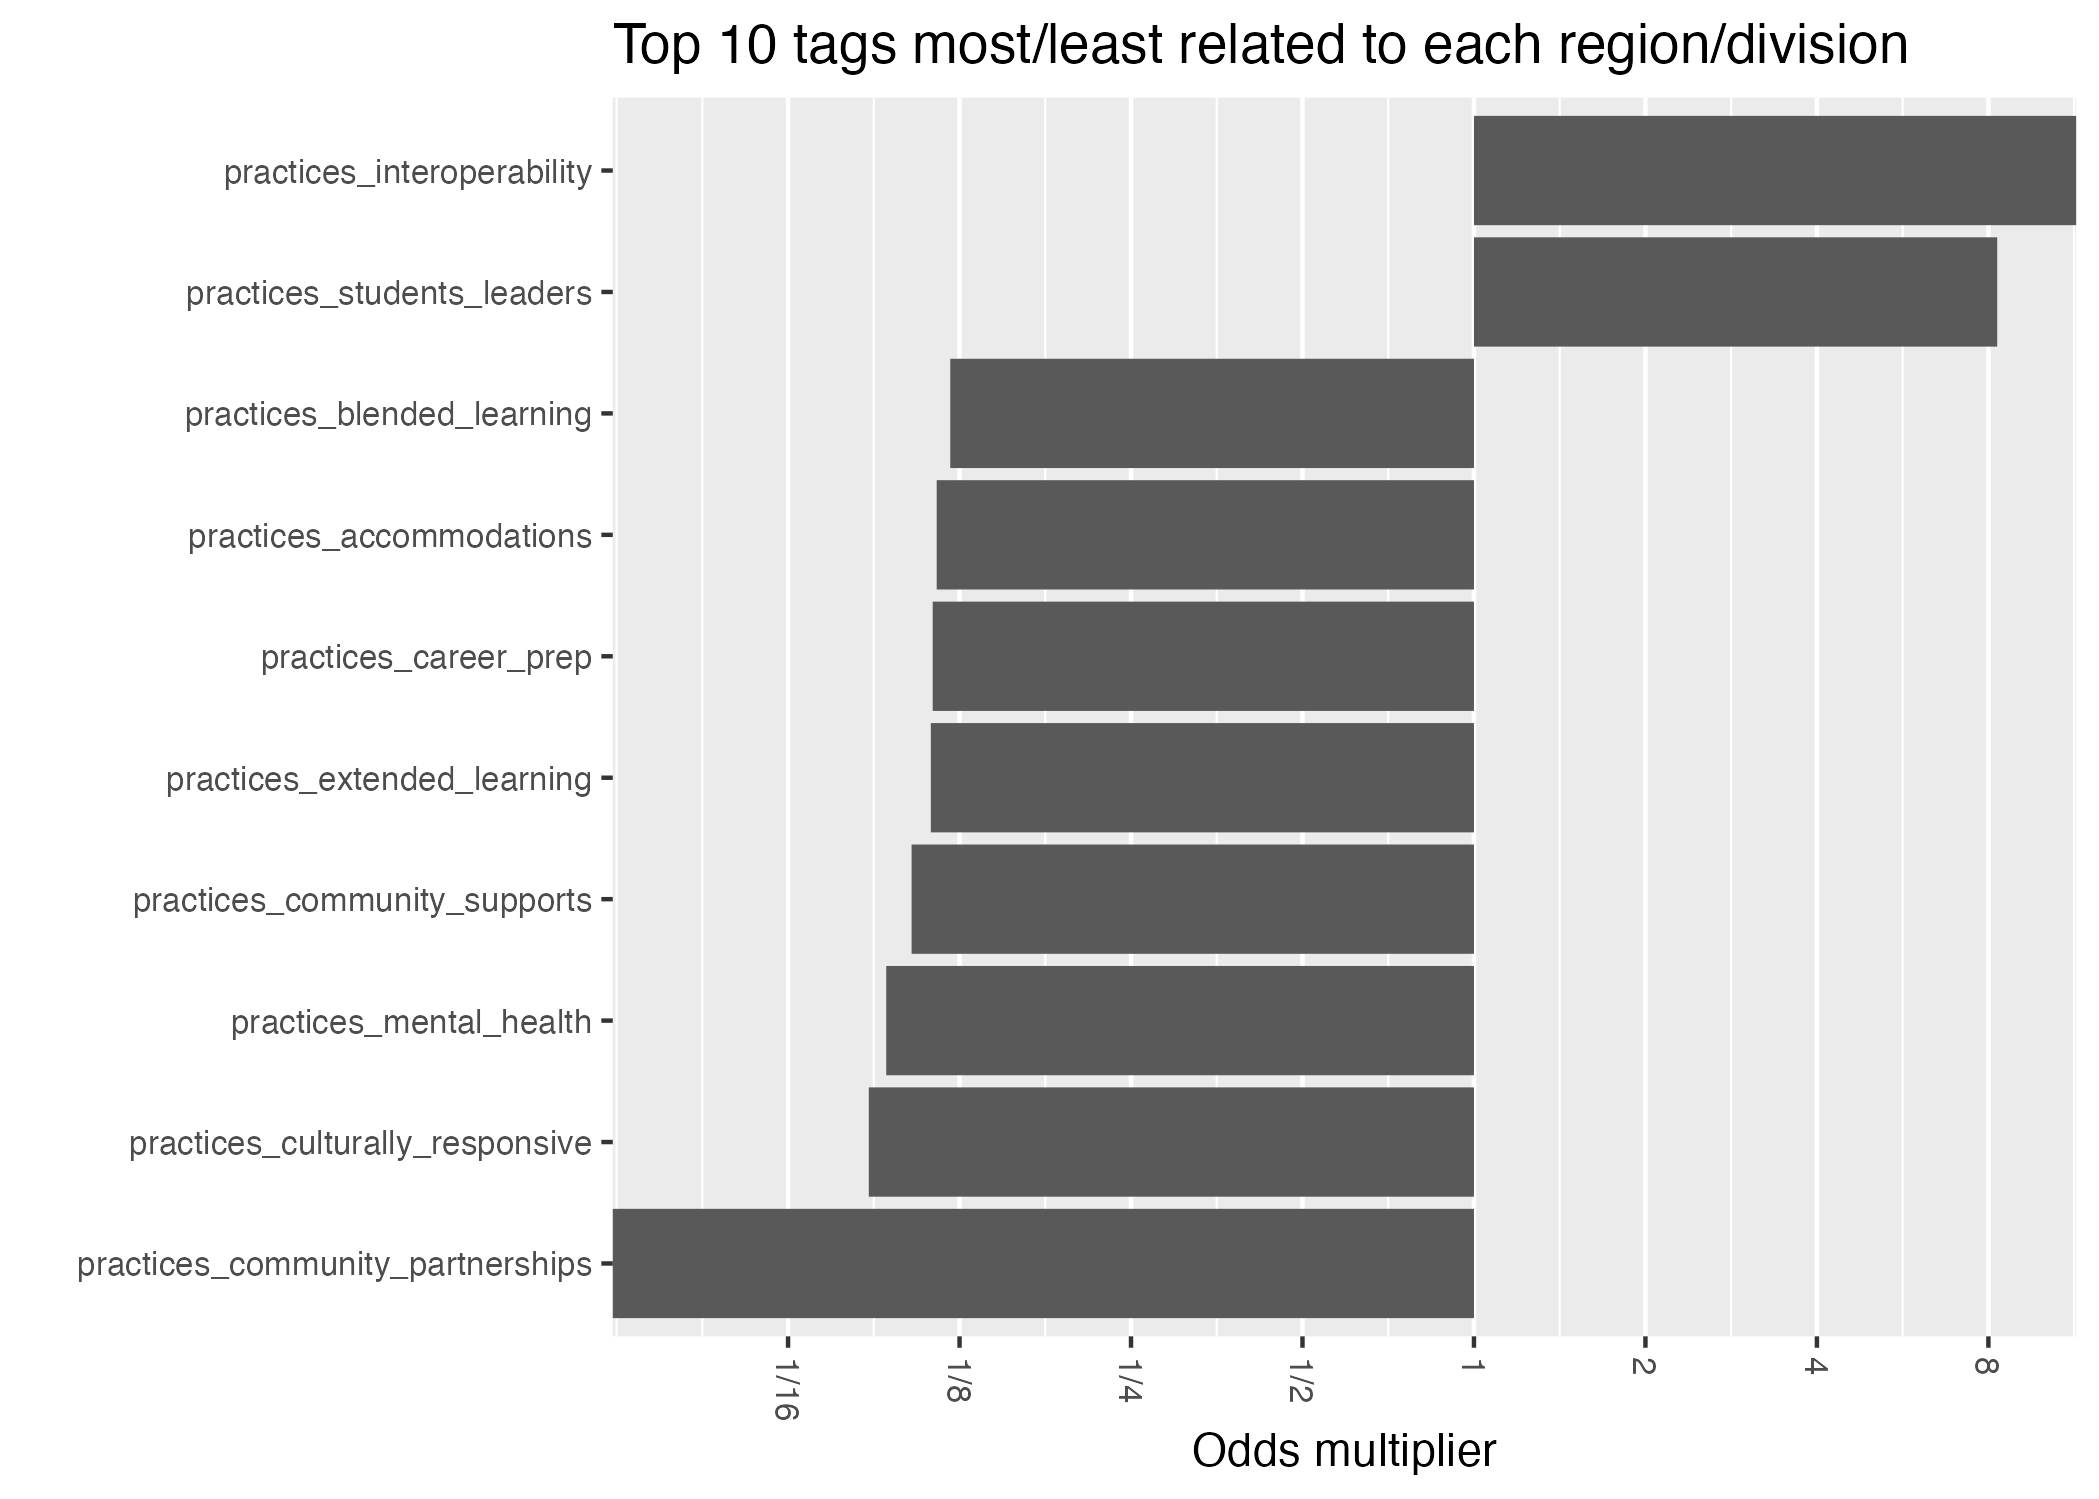 Top 10 tags most/least related to each region/division
practices_interoperability
practices_students_leaders
practices_blended_learning
practices_accommodations
practices_career_prep
practices_extended_learning
practices_community_supports
practices_mental_health
practices_culturally_responsive
practices_community_partnerships
1/16
1/8
1/4
1/2
1
2
4
8
Odds multiplier